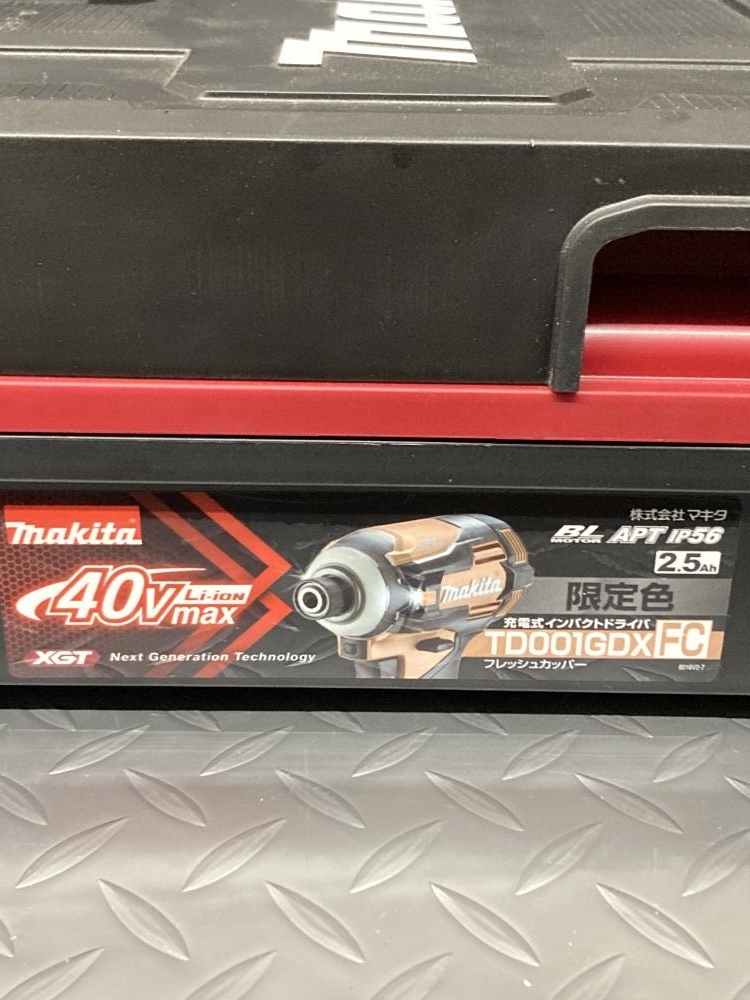 makita
40Vmax
Li-ion
XGT Next Generation Technology
makita
株式会社 マキタ
BL MOTOR APT IP56
2.5Ah
限定色
充電式インパクトドライバ
TD001GDX FC
フレッシュカッパー